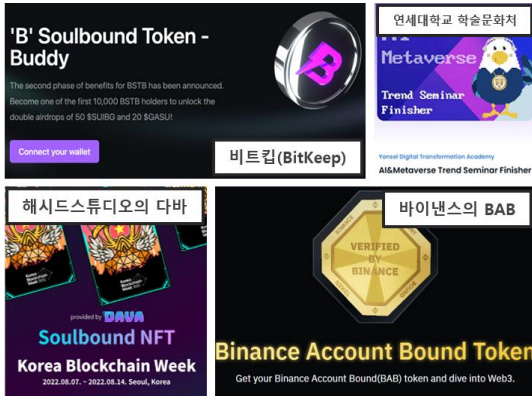 'B' Soulbound Token -
Buddy
The second phase of benefits for BSTB has been announced.
Become one of the first 10,000 BSTB holders to unlock the
double airdrops of 50 $SUIBG and 20 $GASU!
Connect your wallet
비트킵(BitKeep)
연세대학교 학술문화처
Metaverse
Trend Seminar
Finisher
Yonsei Digital Transformation Academy
AI&Metaverse Trend Seminar Finisher
해시드스튜디오의 다바
provided by DAVA
Soulbound NFT
Korea Blockchain Week
2022.08.07. - 2022.08.14. Seoul, Korea
바이낸스의 BAB
VERIFIED
BY
BINANCE
Binance Account Bound Token
Get your Binance Account Bound(BAB) token and dive into Web3.